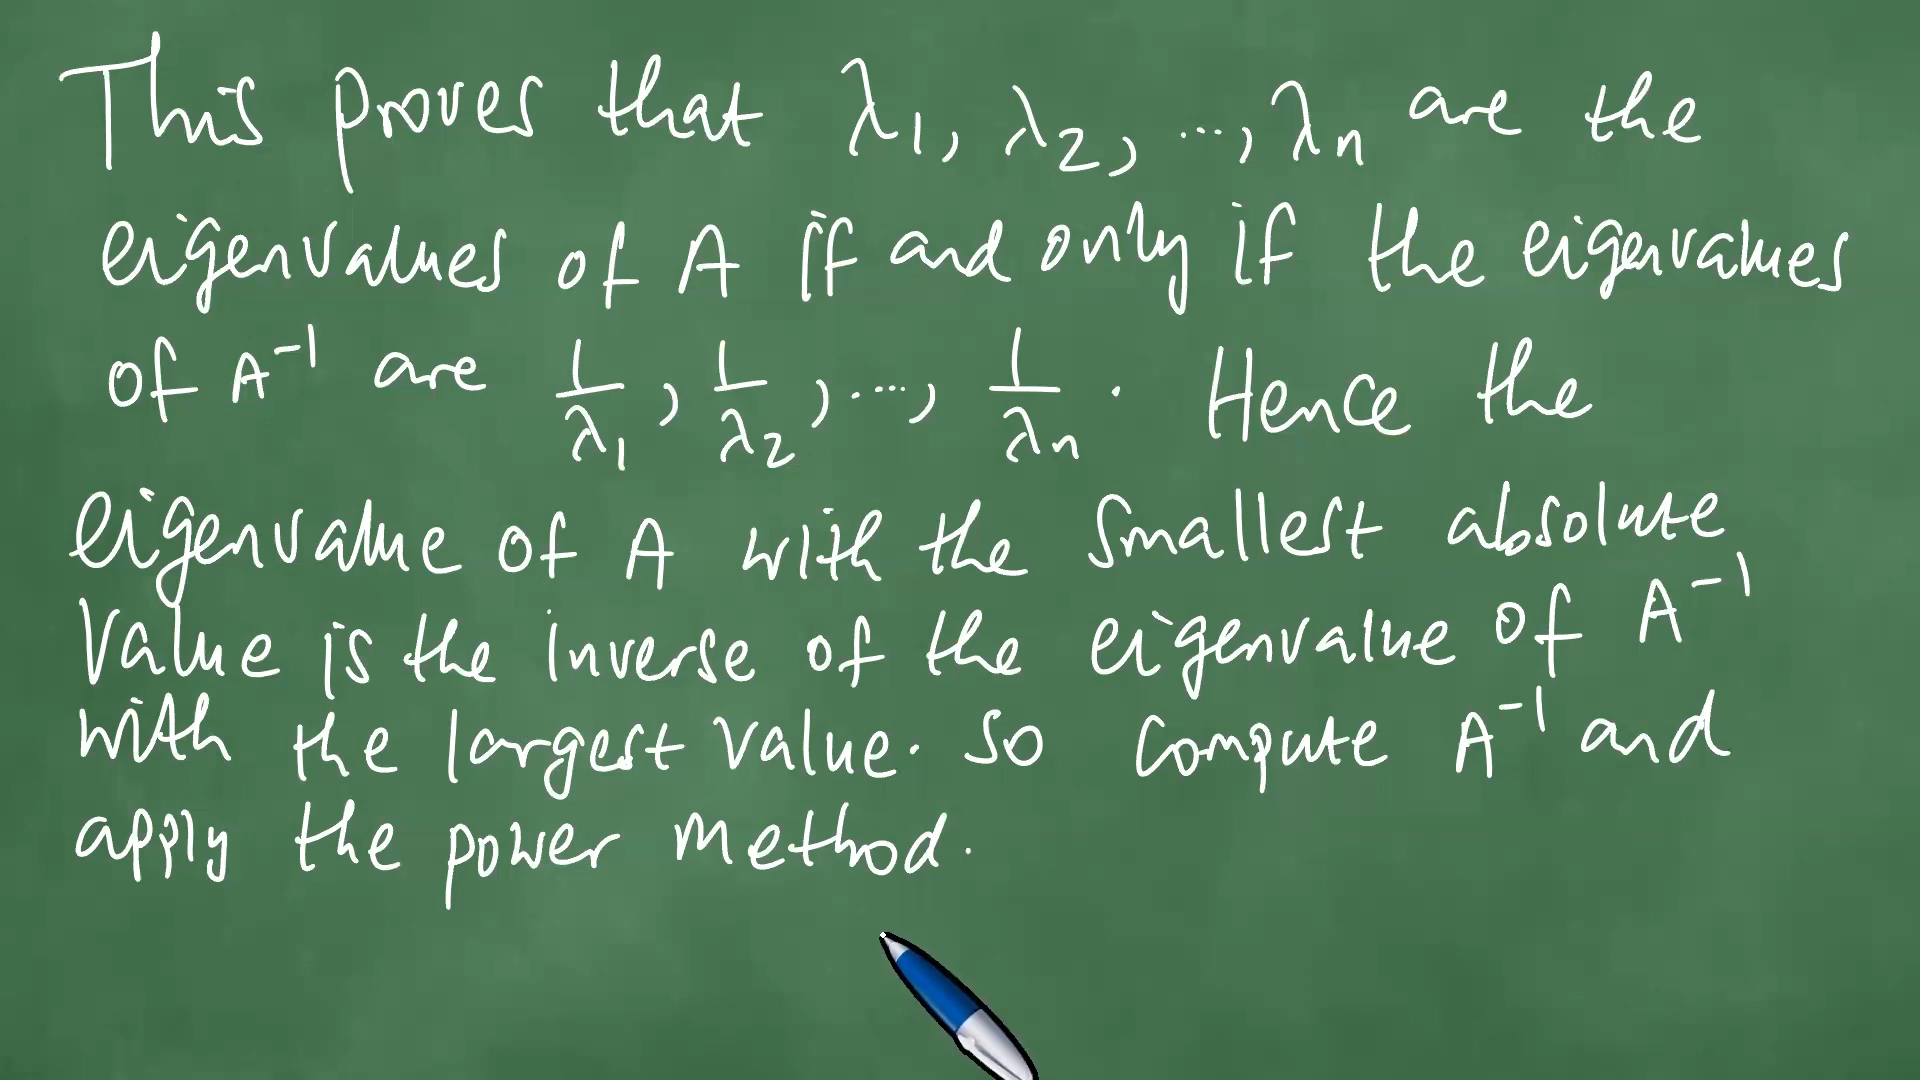 This proves that λ₁, λ₂, ..., λₙ are the
eigenvalues of A if and only if the eigenvalues
of A⁻¹ are 1/λ₁, 1/λ₂, ..., 1/λₙ. Hence the
eigenvalue of A with the smallest absolute
value is the inverse of the eigenvalue of A⁻¹
with the largest value. So compute A⁻¹ and
apply the power method.